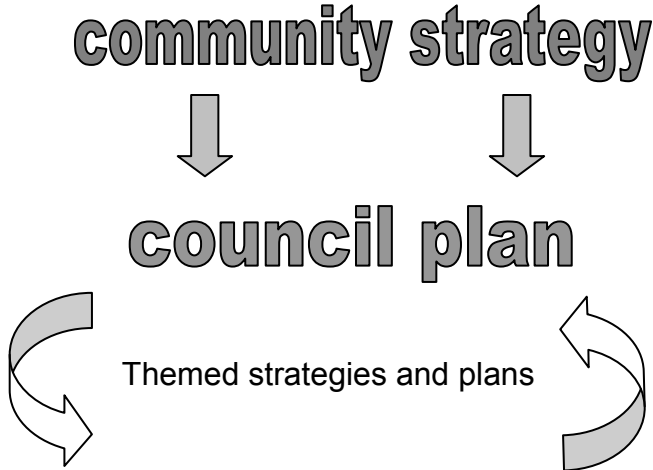 community strategy
council plan
Themed strategies and plans